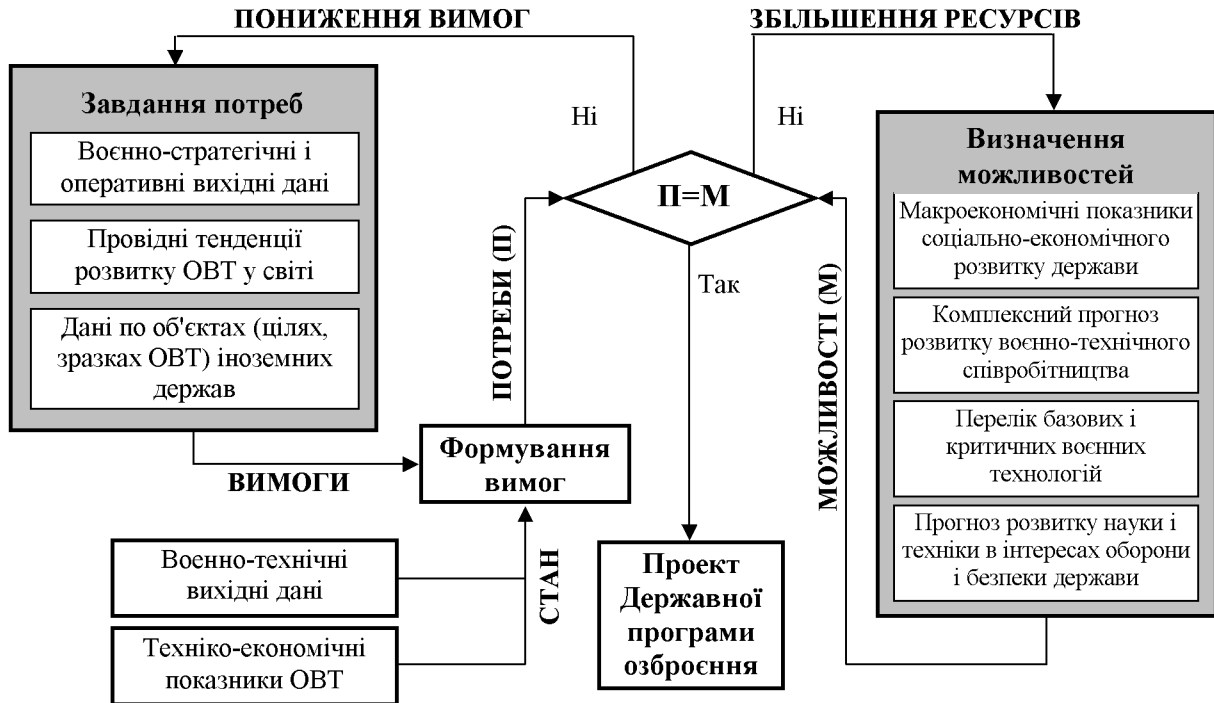 ПОНИЖЕННЯ ВИМОГ
ЗБІЛЬШЕННЯ РЕСУРСІВ
Завдання потреб
Воєнно-стратегічні і
оперативні вихідні дані
Провідні тенденції
розвитку ОВТ у світі
Дані по об'єктах (цілях,
зразках ОВТ) іноземних
держав
Ні
Ні
П=М
Так
Визначення
можливостей
Макроекономічні показники
соціально-економічного
розвитку держави
Комплексний прогноз
розвитку воєнно-технічного
співробітництва
Перелік базових і
критичних воєнних
технологій
Прогноз розвитку науки і
техніки в інтересах оборони
і безпеки держави
ПОТРЕБИ (П)
МОЖЛИВОСТІ (М)
ВИМОГИ
Формування
вимог
СТАН
Воєнно-технічні
вихідні дані
Техніко-економічні
показники ОВТ
Проект
Державної
програми
озброєння